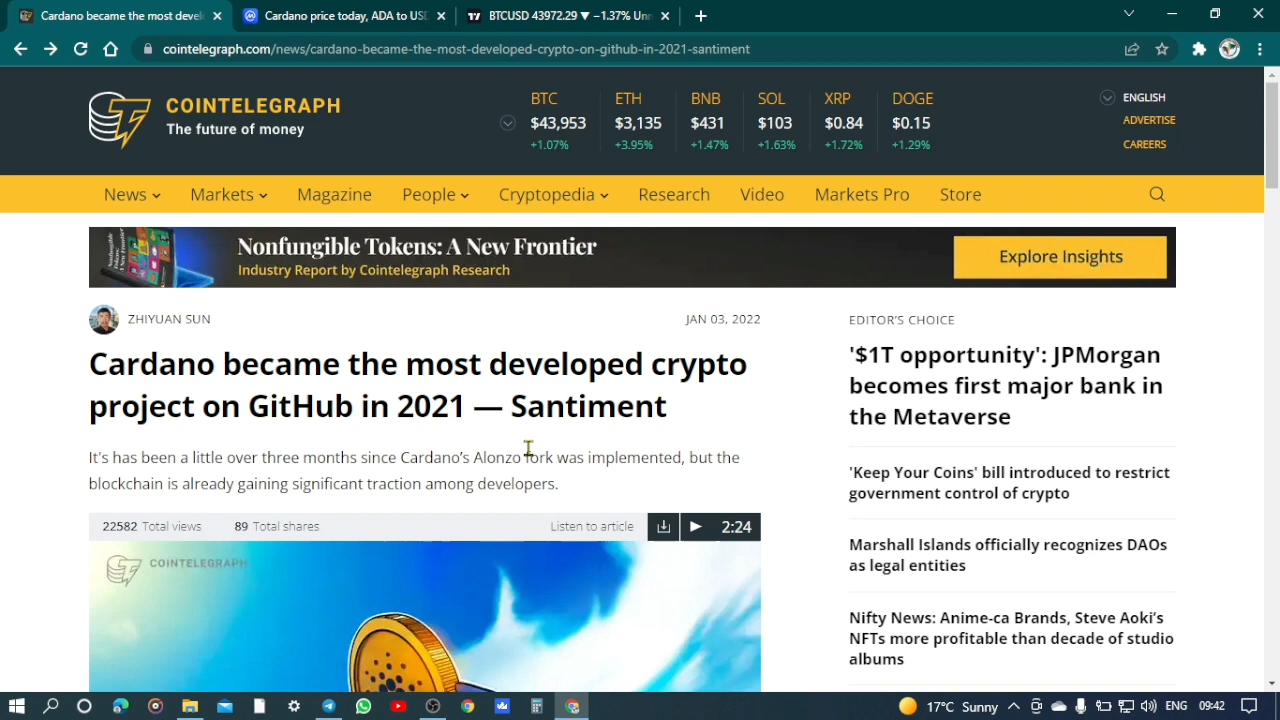 Cardano became the most devel
Cardano price today, ADA to USD
BTCUSD 43972.29 ▼ −1.37% Unn
cointelegraph.com/news/cardano-became-the-most-developed-crypto-on-github-in-2021-santiment
COINTELEGRAPH
The future of money
BTC
$43,953
+1.07%
ETH
$3,135
+3.95%
BNB
$431
+1.47%
SOL
$103
+1.63%
XRP
$0.84
+1.72%
DOGE
$0.15
+1.29%
ENGLISH
ADVERTISE
CAREERS
News Markets Magazine People Cryptopedia Research Video Markets Pro Store
Nonfungible Tokens: A New Frontier
Industry Report by Cointelegraph Research
Explore Insights
ZHIYUAN SUN
JAN 03, 2022
Cardano became the most developed crypto
project on GitHub in 2021 — Santiment
It's has been a little over three months since Cardano's Alonzo fork was implemented, but the
blockchain is already gaining significant traction among developers.
22582 Total views 89 Total shares Listen to article 2:24
COINTELEGRAPH
EDITOR'S CHOICE
'$1T opportunity': JPMorgan
becomes first major bank in
the Metaverse
'Keep Your Coins' bill introduced to restrict
government control of crypto
Marshall Islands officially recognizes DAOs
as legal entities
Nifty News: Anime-ca Brands, Steve Aoki's
NFTs more profitable than decade of studio
albums
17°C Sunny ENG 09:42